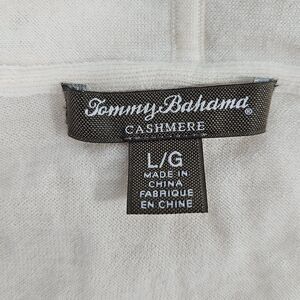 Tommy Bahama®
CASHMERE
L/G
MADE IN
CHINA
FABRIQUE
EN CHINE